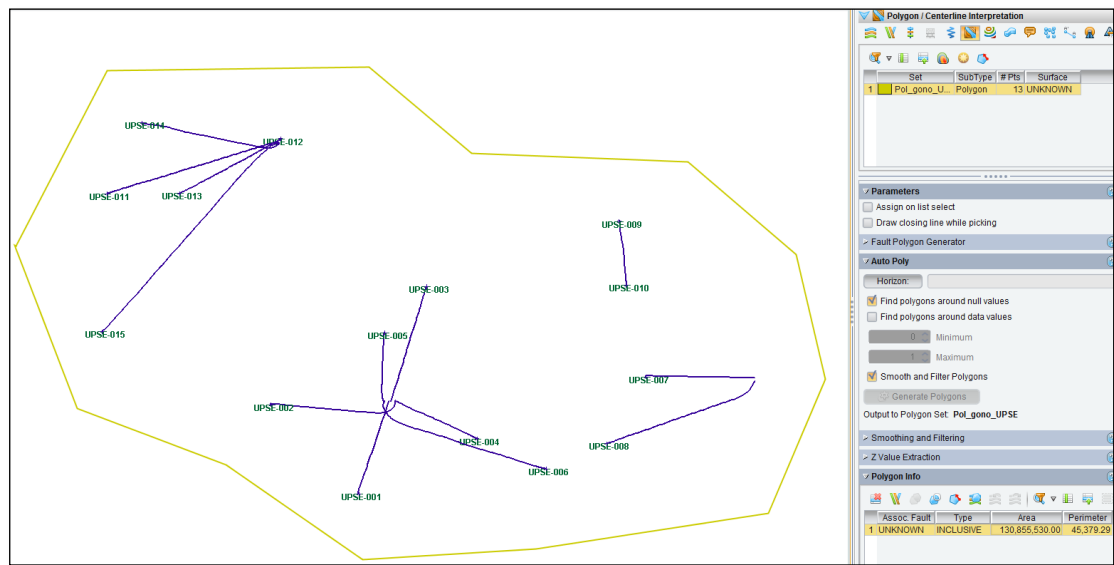 Polygon / Centerline Interpretation
Set SubType # Pts Surface
1 Pol_gono_U... Polygon 13 UNKNOWN
Parameters
Assign on list select
Draw closing line while picking
Fault Polygon Generator
Auto Poly
Horizon:
Find polygons around null values
Find polygons around data values
0 Minimum
1 Maximum
Smooth and Filter Polygons
Generate Polygons
Output to Polygon Set: Pol_gono_UPSE
Smoothing and Filtering
Z Value Extraction
Polygon Info
Assoc. Fault Type Area Perimeter
1 UNKNOWN INCLUSIVE 130,855,530.00 45,379.29
UPSE-014
UPSE-012
UPSE-011
UPSE-013
UPSE-009
UPSE-010
UPSE-003
UPSE-015
UPSE-005
UPSE-007
UPSE-002
UPSE-004
UPSE-008
UPSE-006
UPSE-001